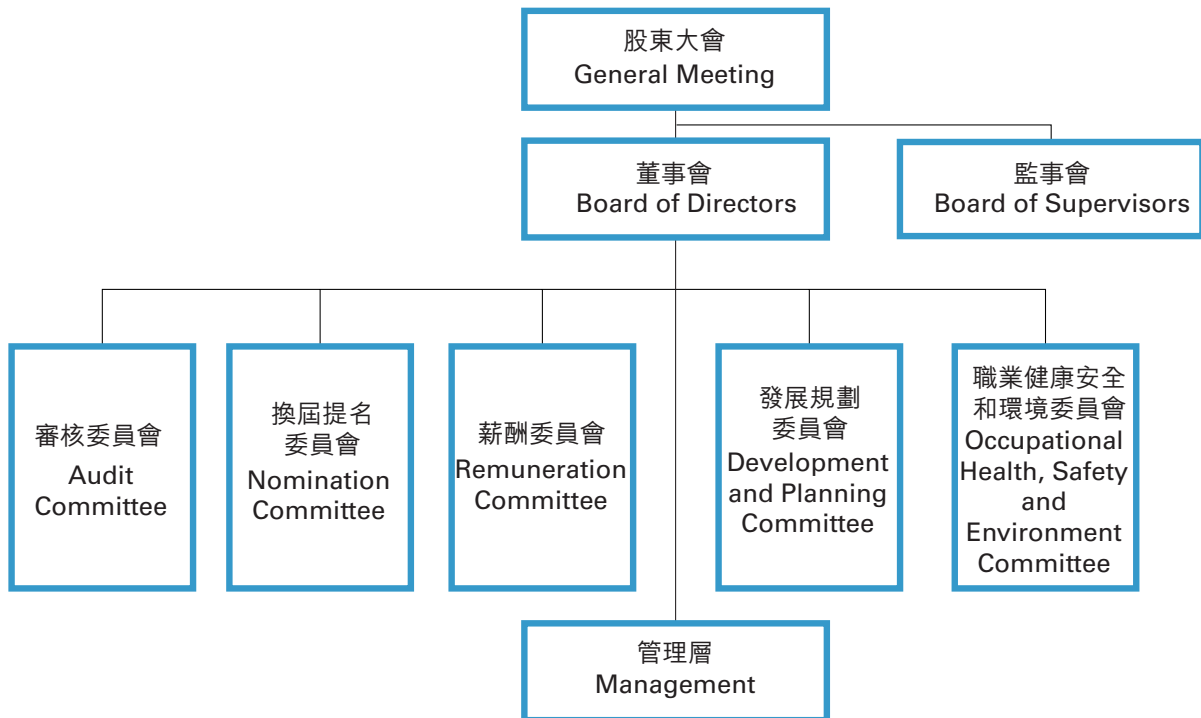 股東大會
General Meeting
董事會
Board of Directors
監事會
Board of Supervisors
審核委員會
Audit
Committee
換屆提名
委員會
Nomination
Committee
薪酬委員會
Remuneration
Committee
發展規劃
委員會
Development
and Planning
Committee
職業健康安全
和環境委員會
Occupational
Health, Safety
and
Environment
Committee
管理層
Management